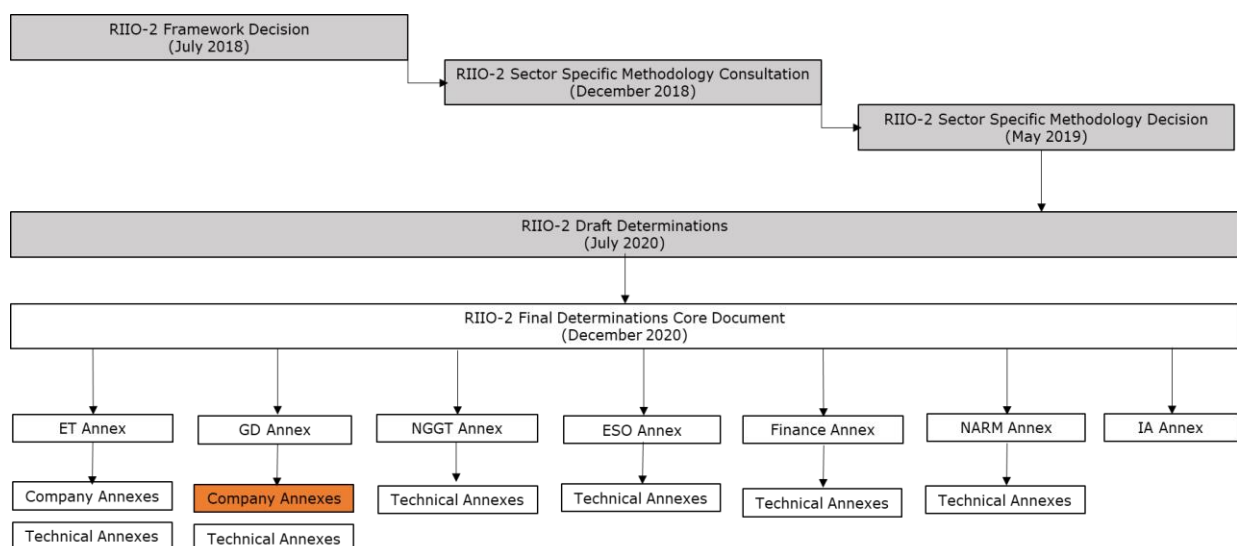 RIIO-2 Framework Decision
(July 2018)
RIIO-2 Sector Specific Methodology Consultation
(December 2018)
RIIO-2 Sector Specific Methodology Decision
(May 2019)
RIIO-2 Draft Determinations
(July 2020)
RIIO-2 Final Determinations Core Document
(December 2020)
ET Annex
GD Annex
NGGT Annex
ESO Annex
Finance Annex
NARM Annex
IA Annex
Company Annexes
Company Annexes
Technical Annexes
Technical Annexes
Technical Annexes
Technical Annexes
Technical Annexes
Technical Annexes